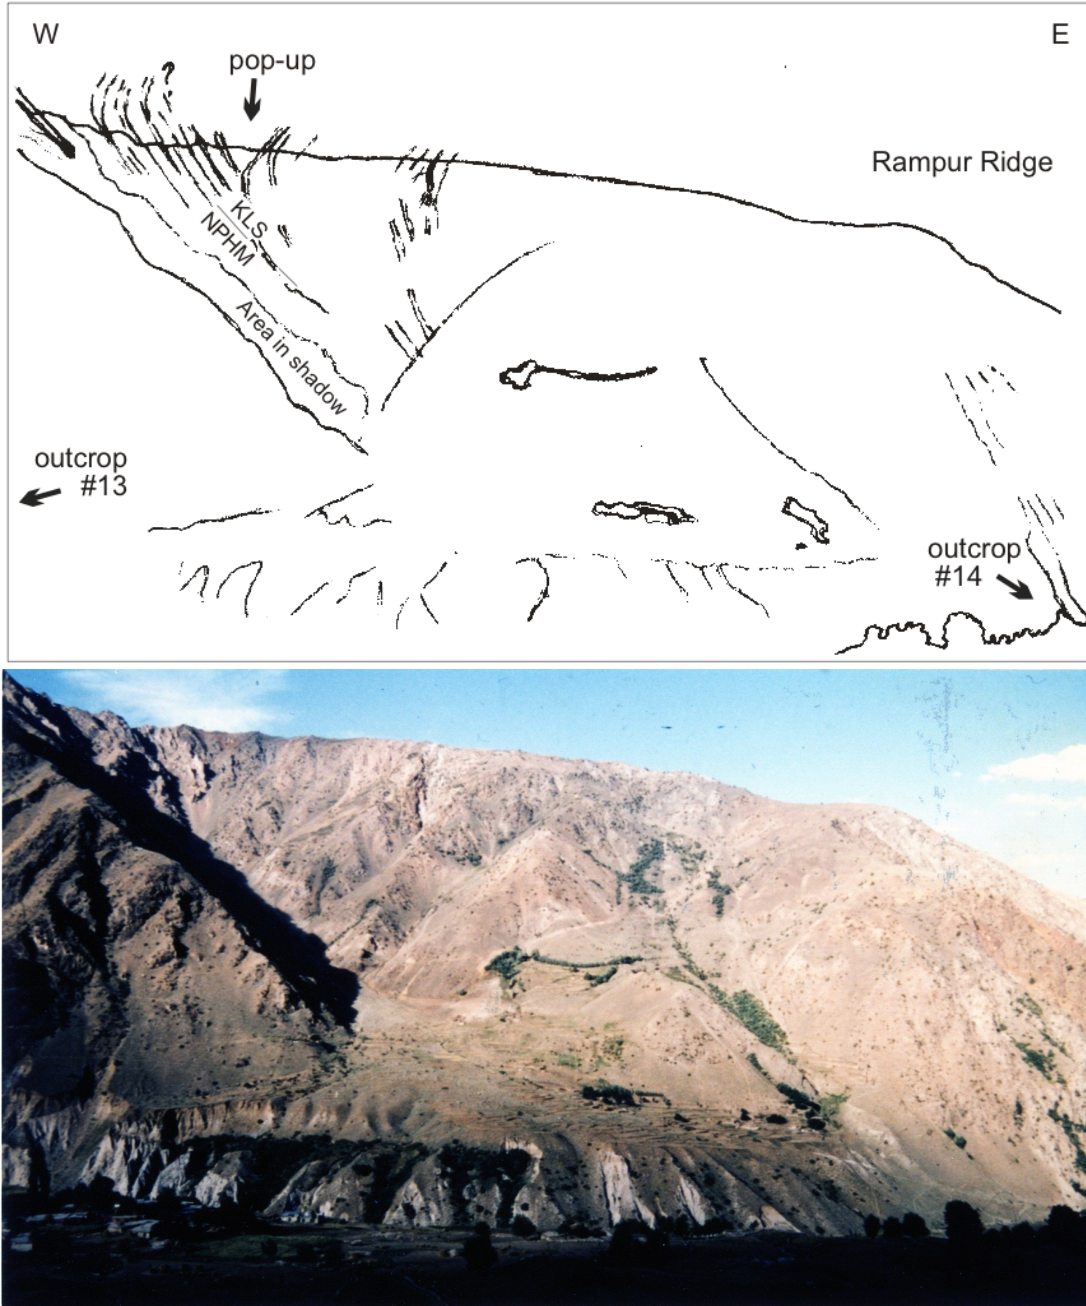 W
E
pop-up
Rampur Ridge
KLS
NPHM
Area in shadow
outcrop
#13
outcrop
#14
?